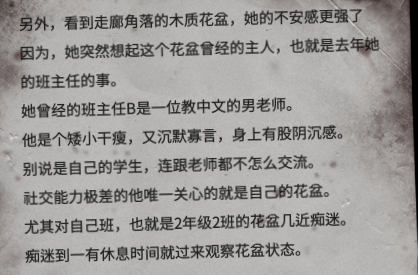 另外，看到走廊角落的木质花盆，她的不安感更强了
因为，她突然想起这个花盆曾经的主人，也就是去年她
的班主任的事。
她曾经的班主任B是一位教中文的男老师。
他是个矮小干瘦，又沉默寡言，身上有股阴沉感。
别说是自己的学生，连跟老师都不怎么交流。
社交能力极差的他唯一关心的就是自己的花盆。
尤其对自己班，也就是2年级2班的花盆几近痴迷。
痴迷到一有休息时间就过来观察花盆状态。